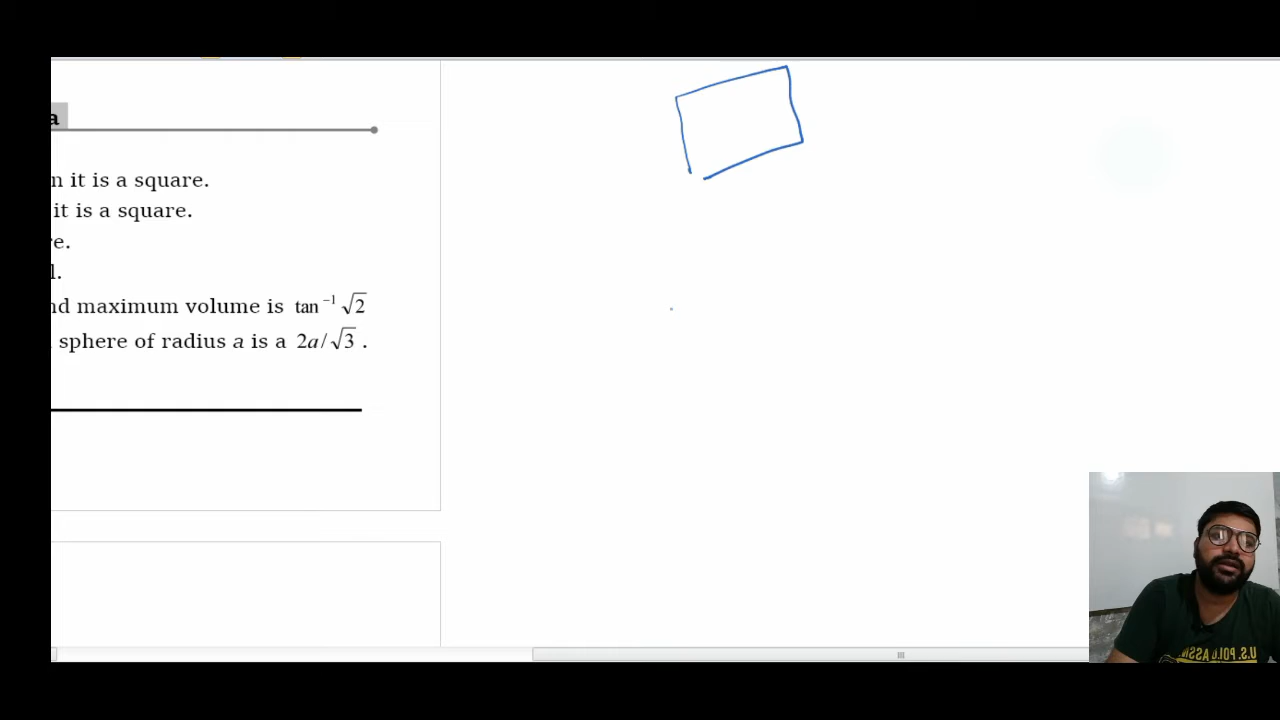 a
it is a square.
it is a square.
nd maximum volume is tan⁻¹ √2
sphere of radius a is a 2a/√3 .
U.S. POLO ASSN